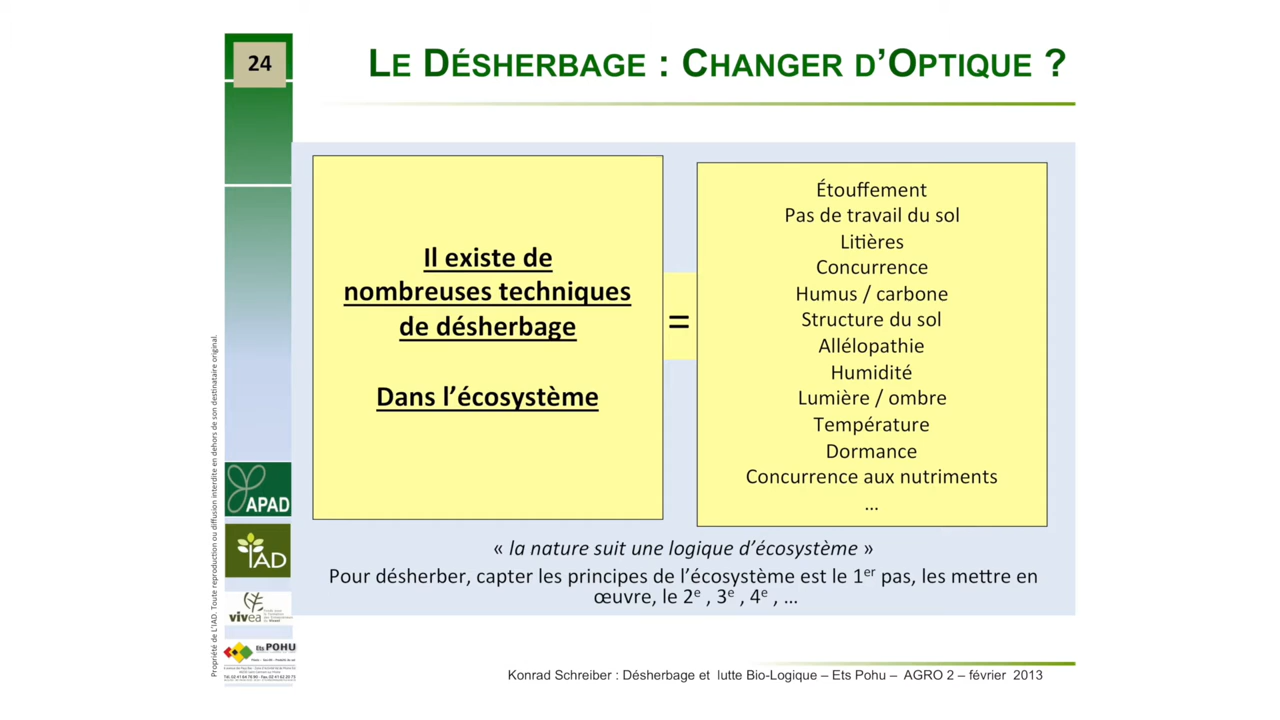 24
LE DÉSHERBAGE : CHANGER D’OPTIQUE ?
Il existe de
nombreuses techniques
de désherbage
Dans l’écosystème
=
Étouffement
Pas de travail du sol
Litières
Concurrence
Humus / carbone
Structure du sol
Allélopathie
Humidité
Lumière / ombre
Température
Dormance
Concurrence aux nutriments
...
« la nature suit une logique d’écosystème »
Pour désherber, capter les principes de l’écosystème est le 1er pas, les mettre en
œuvre, le 2e , 3e , 4e , ...
Propriété de L’IAD. Toute reproduction ou diffusion interdite en dehors de son destinataire original.
APAD
IAD
vivea
Ets POHU
Konrad Schreiber : Désherbage et lutte Bio-Logique – Ets Pohu – AGRO 2 – février 2013